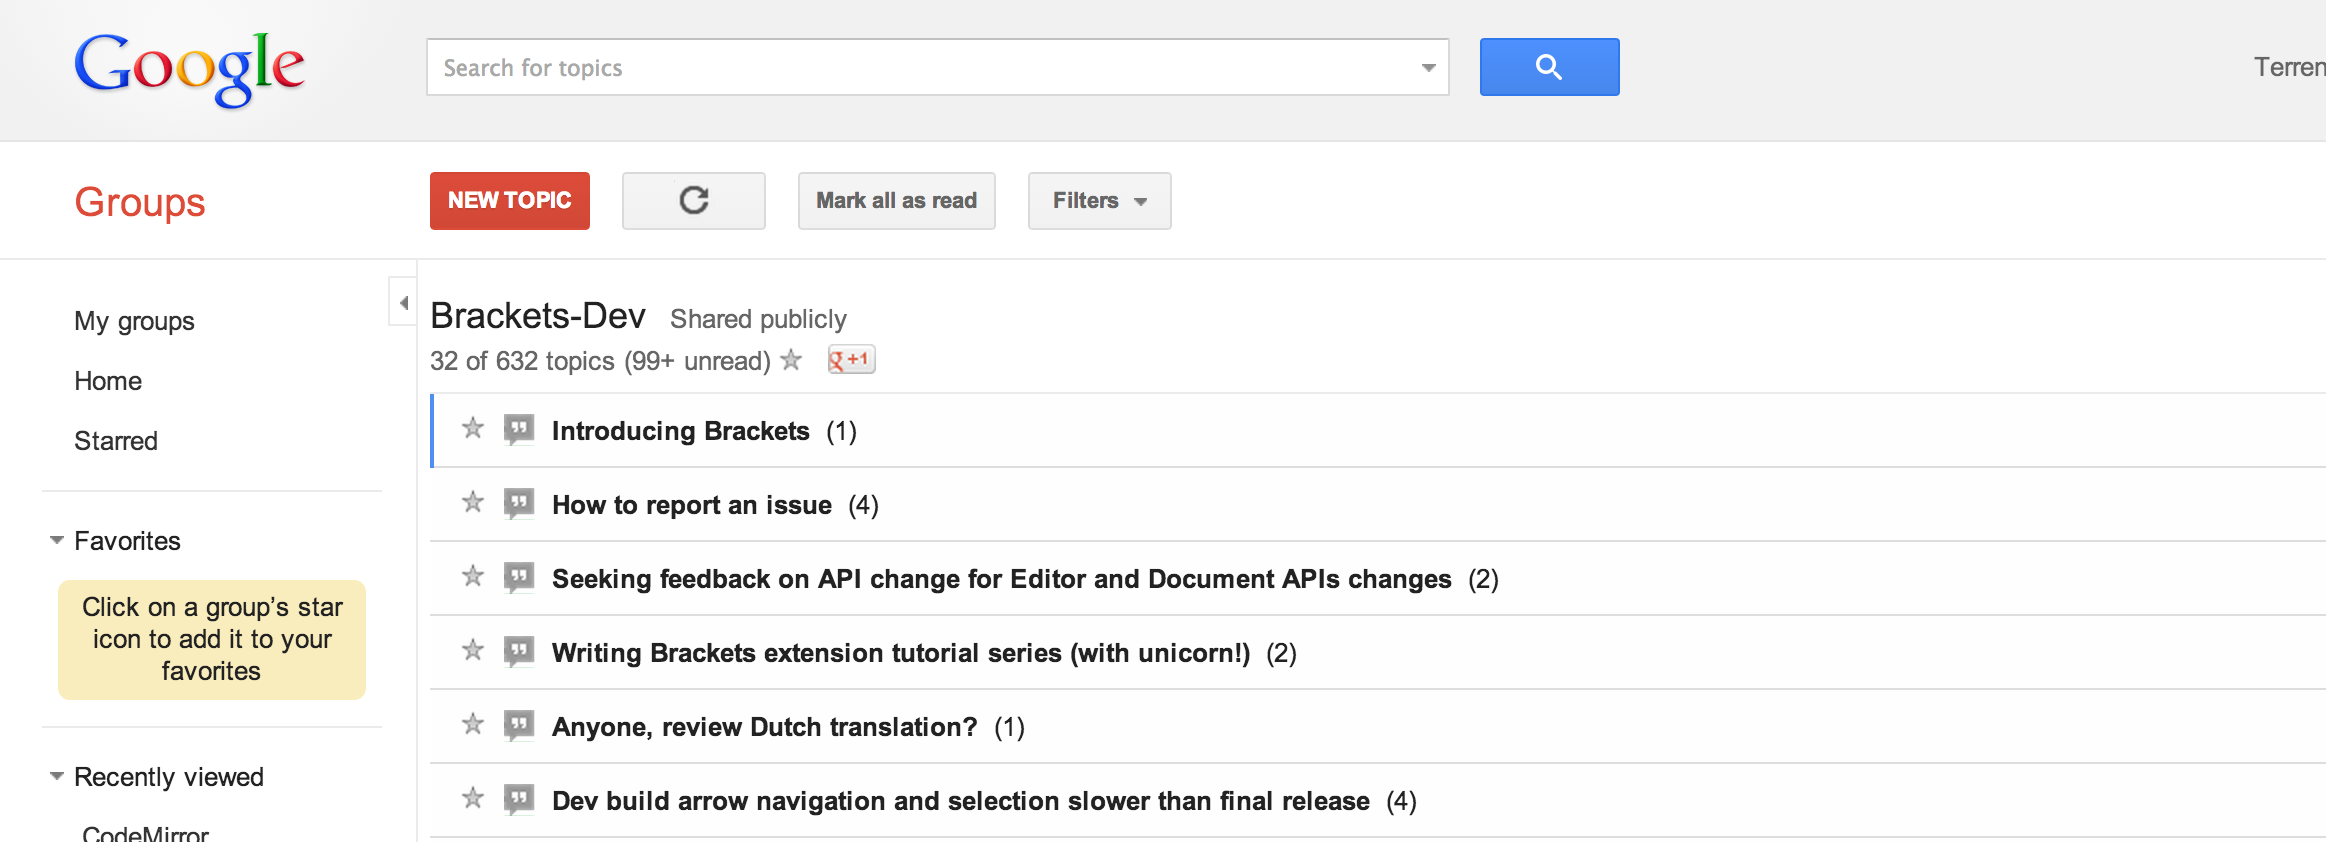 Google
Search for topics
Terren
Groups
NEW TOPIC
Mark all as read
Filters
My groups
Home
Starred
Favorites
Click on a group's star
icon to add it to your
favorites
Recently viewed
CodeMirror
Brackets-Dev Shared publicly
32 of 632 topics (99+ unread)
g +1
Introducing Brackets (1)
How to report an issue (4)
Seeking feedback on API change for Editor and Document APIs changes (2)
Writing Brackets extension tutorial series (with unicorn!) (2)
Anyone, review Dutch translation? (1)
Dev build arrow navigation and selection slower than final release (4)